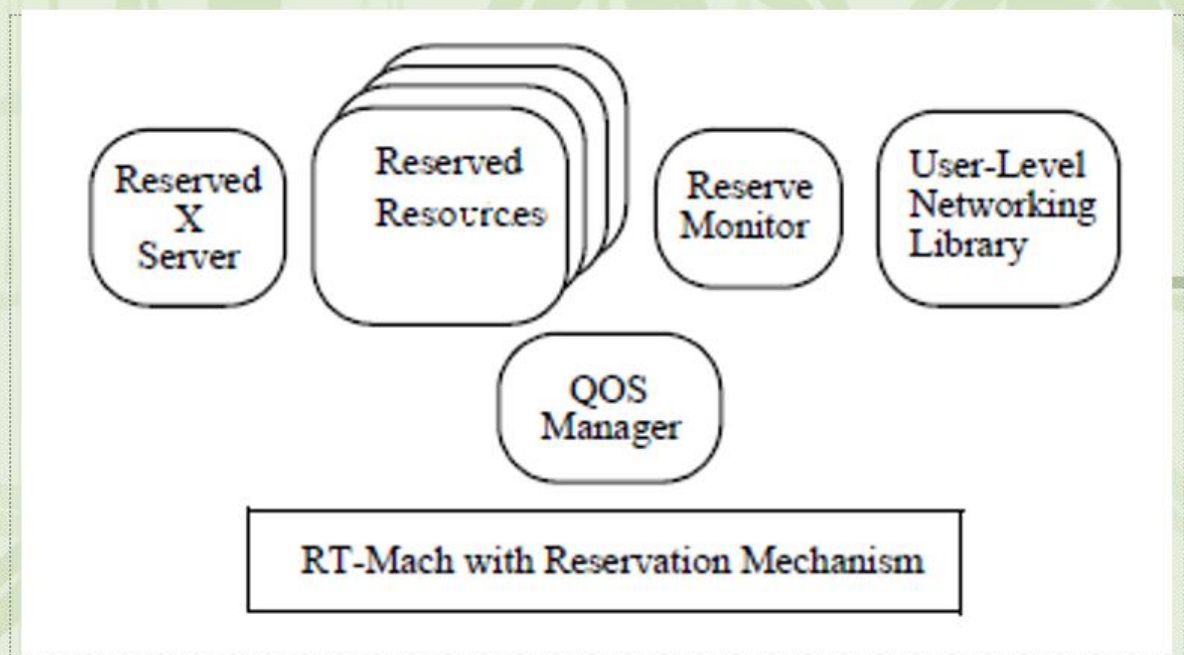 Reserved
X
Server
Reserved
Resources
Reserve
Monitor
User-Level
Networking
Library
QOS
Manager
RT-Mach with Reservation Mechanism